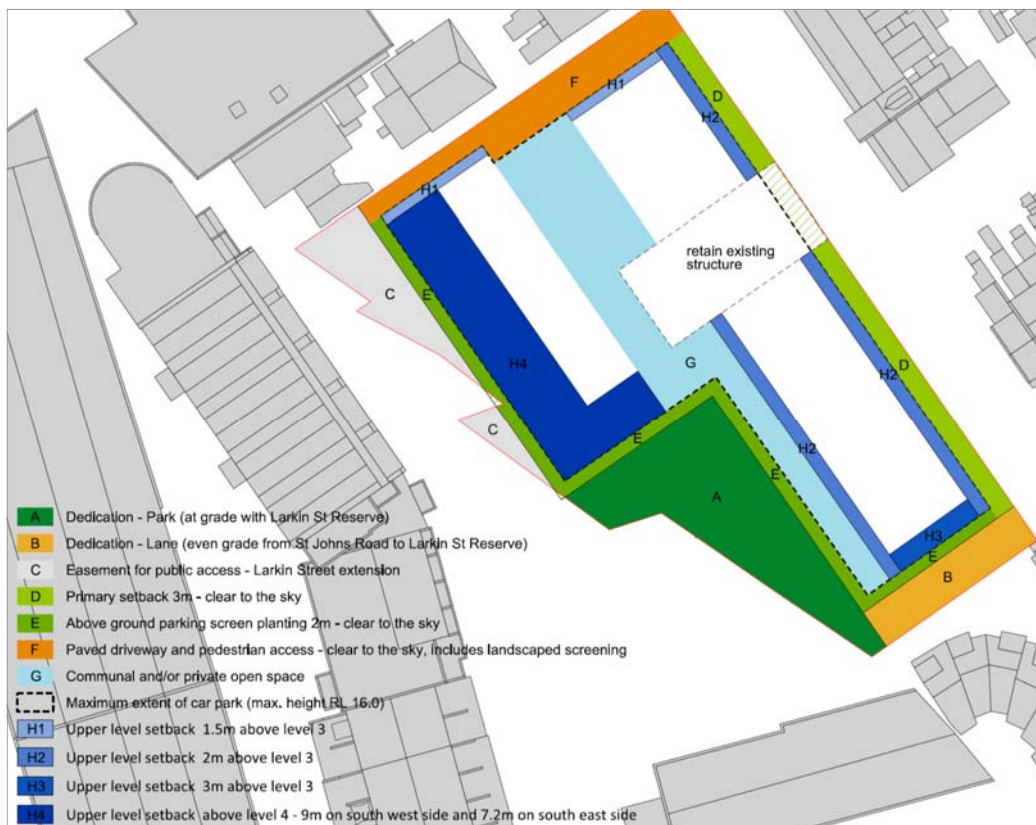 F
H1
D
H2
H1
retain existing
structure
C
E
H4
G
D
H2
C
E
H2
E
A
H3
E
B
A Dedication - Park (at grade with Larkin St Reserve)
B Dedication - Lane (even grade from St Johns Road to Larkin St Reserve)
C Easement for public access - Larkin Street extension
D Primary setback 3m - clear to the sky
E Above ground parking screen planting 2m - clear to the sky
F Paved driveway and pedestrian access - clear to the sky, includes landscaped screening
G Communal and/or private open space
Maximum extent of car park (max. height RL 16.0)
H1 Upper level setback 1.5m above level 3
H2 Upper level setback 2m above level 3
H3 Upper level setback 3m above level 3
H4 Upper level setback above level 4 - 9m on south west side and 7.2m on south east side